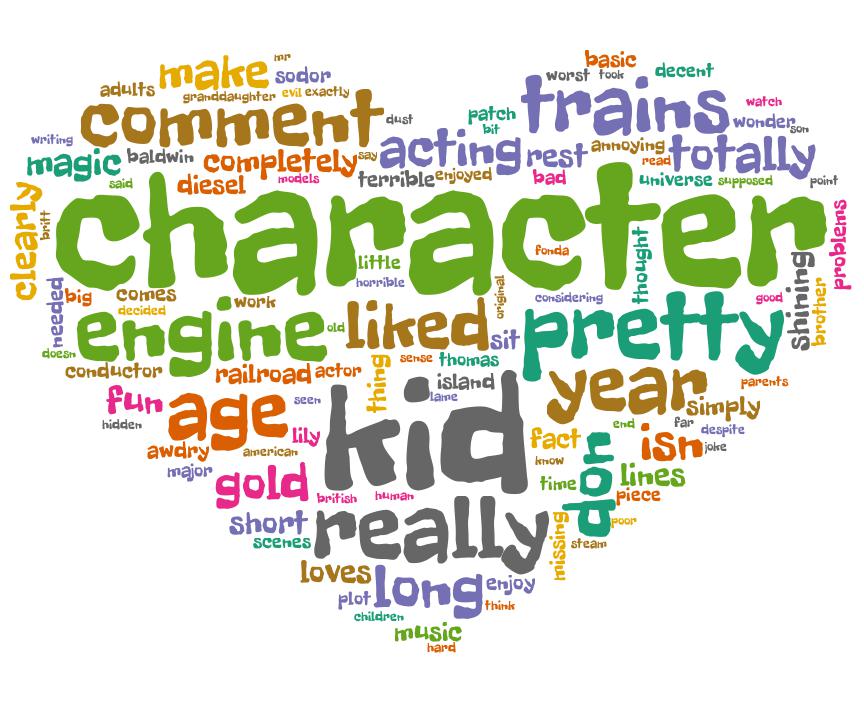 mr
make
sodor
basic
worst
took
decent
adults
granddaughter
evil
exactly
trains
watch
comment
dust
patch
bit
wonder
son
writing
magic
baldwin
completely
say
acting
rest
annoying
read
totally
said
diesel
models
terrible
enjoyed
bad
universe
supposed
point
clearly
britt
character
problems
little
horrible
fonda
thought
needed
big
comes
decided
work
original
considering
good
shining
brother
engine
old
liked
sit
pretty
doesn
conductor
railroad
actor
thing
sense
thomas
island
lame
year
parents
fun
hidden
age
seen
lily
kid
simply
end
far
despite
awdry
american
major
fact
know
don
isn
joke
gold
british
human
time
lines
piece
short
scenes
really
missing
poor
steam
loves
plot
long
enjoy
think
children
music
hard